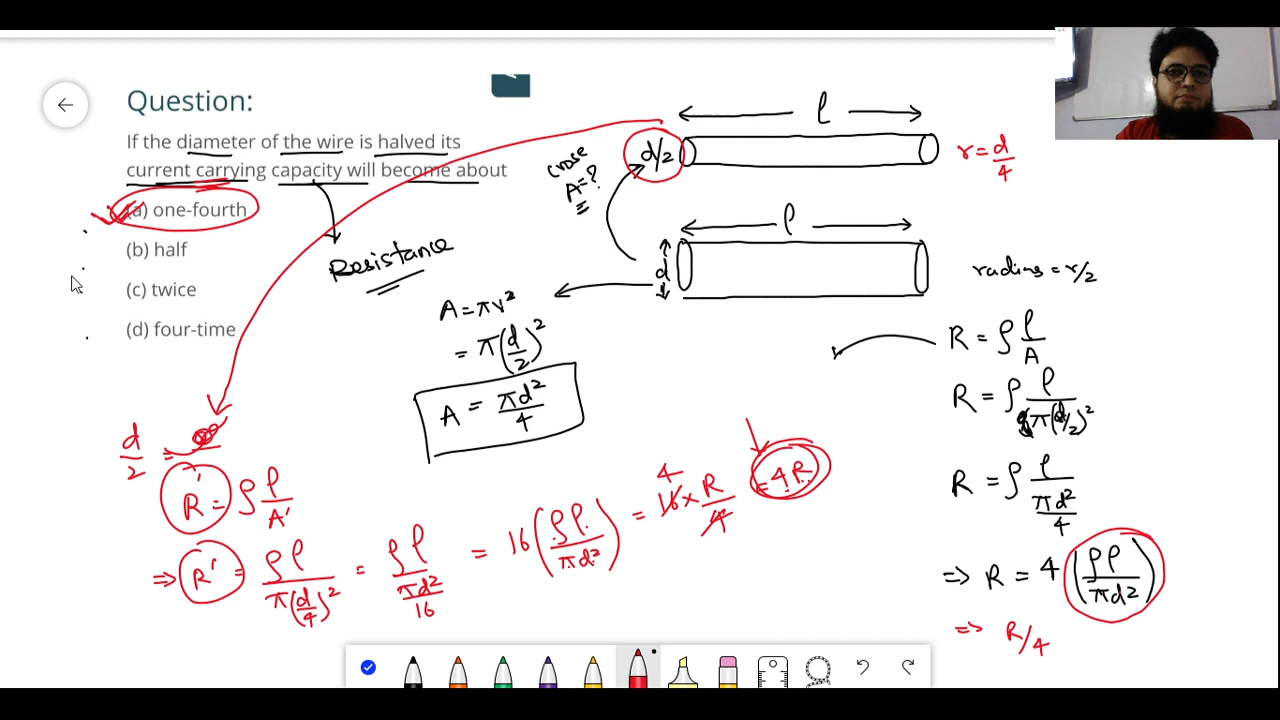 Question:
If the diameter of the wire is halved its
current carrying capacity will become about
(a) one-fourth
(b) half
(c) twice
(d) four-time
Resistance
A = πr²
= π(d/2)²
A = πd²/4
crose
A=?
d/2
l
r = d/4
l
d
radius = r/2
R = ρ l/A
R = ρ l/π(d/2)²
R = ρ l/(πd²/4)
⇒ R = 4 (ρl/πd²)
⇒ R/4
d/2 =
R' = ρ l/A'
⇒ R' = ρl/π(d/4)² = ρl/(πd²/16) = 16(ρl/πd²) = 4 16 × R/4 = 4R